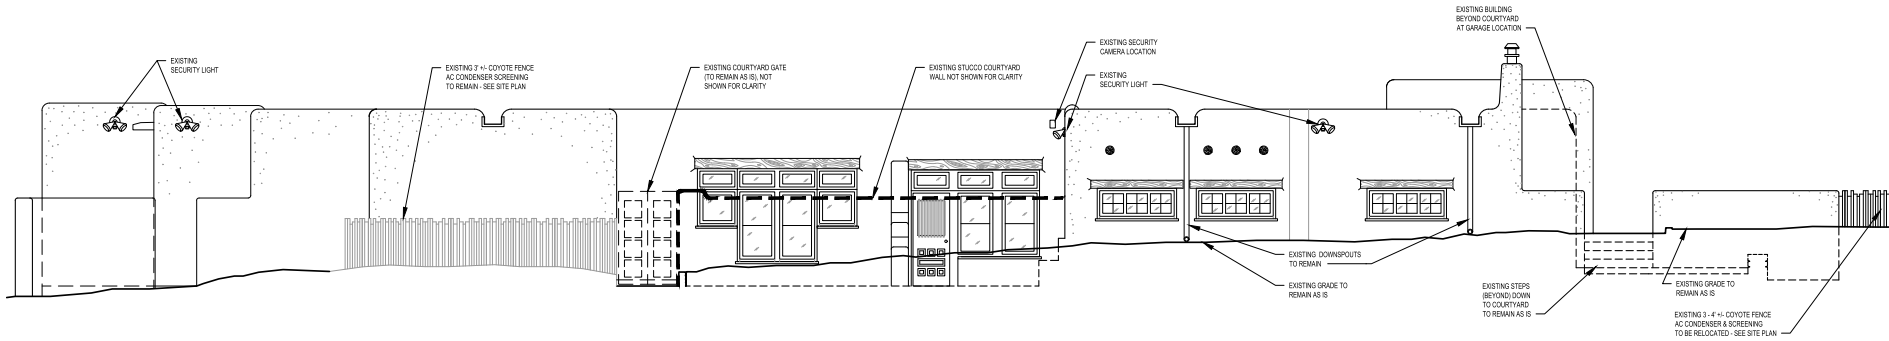 EXISTING
SECURITY LIGHT
EXISTING 3' +/- COYOTE FENCE
AC CONDENSER SCREENING
TO REMAIN - SEE SITE PLAN
EXISTING COURTYARD GATE
(TO REMAIN AS IS), NOT
SHOWN FOR CLARITY
EXISTING STUCCO COURTYARD
WALL NOT SHOWN FOR CLARITY
EXISTING SECURITY
CAMERA LOCATION
EXISTING
SECURITY LIGHT
EXISTING BUILDING
BEYOND COURTYARD
AT GARAGE LOCATION
EXISTING DOWNSPOUTS
TO REMAIN
EXISTING GRADE TO
REMAIN AS IS
EXISTING STEPS
(BEYOND) DOWN
TO COURTYARD
TO REMAIN AS IS
EXISTING GRADE TO
REMAIN AS IS
EXISTING 3 - 4' +/- COYOTE FENCE
AC CONDENSER & SCREENING
TO BE RELOCATED - SEE SITE PLAN